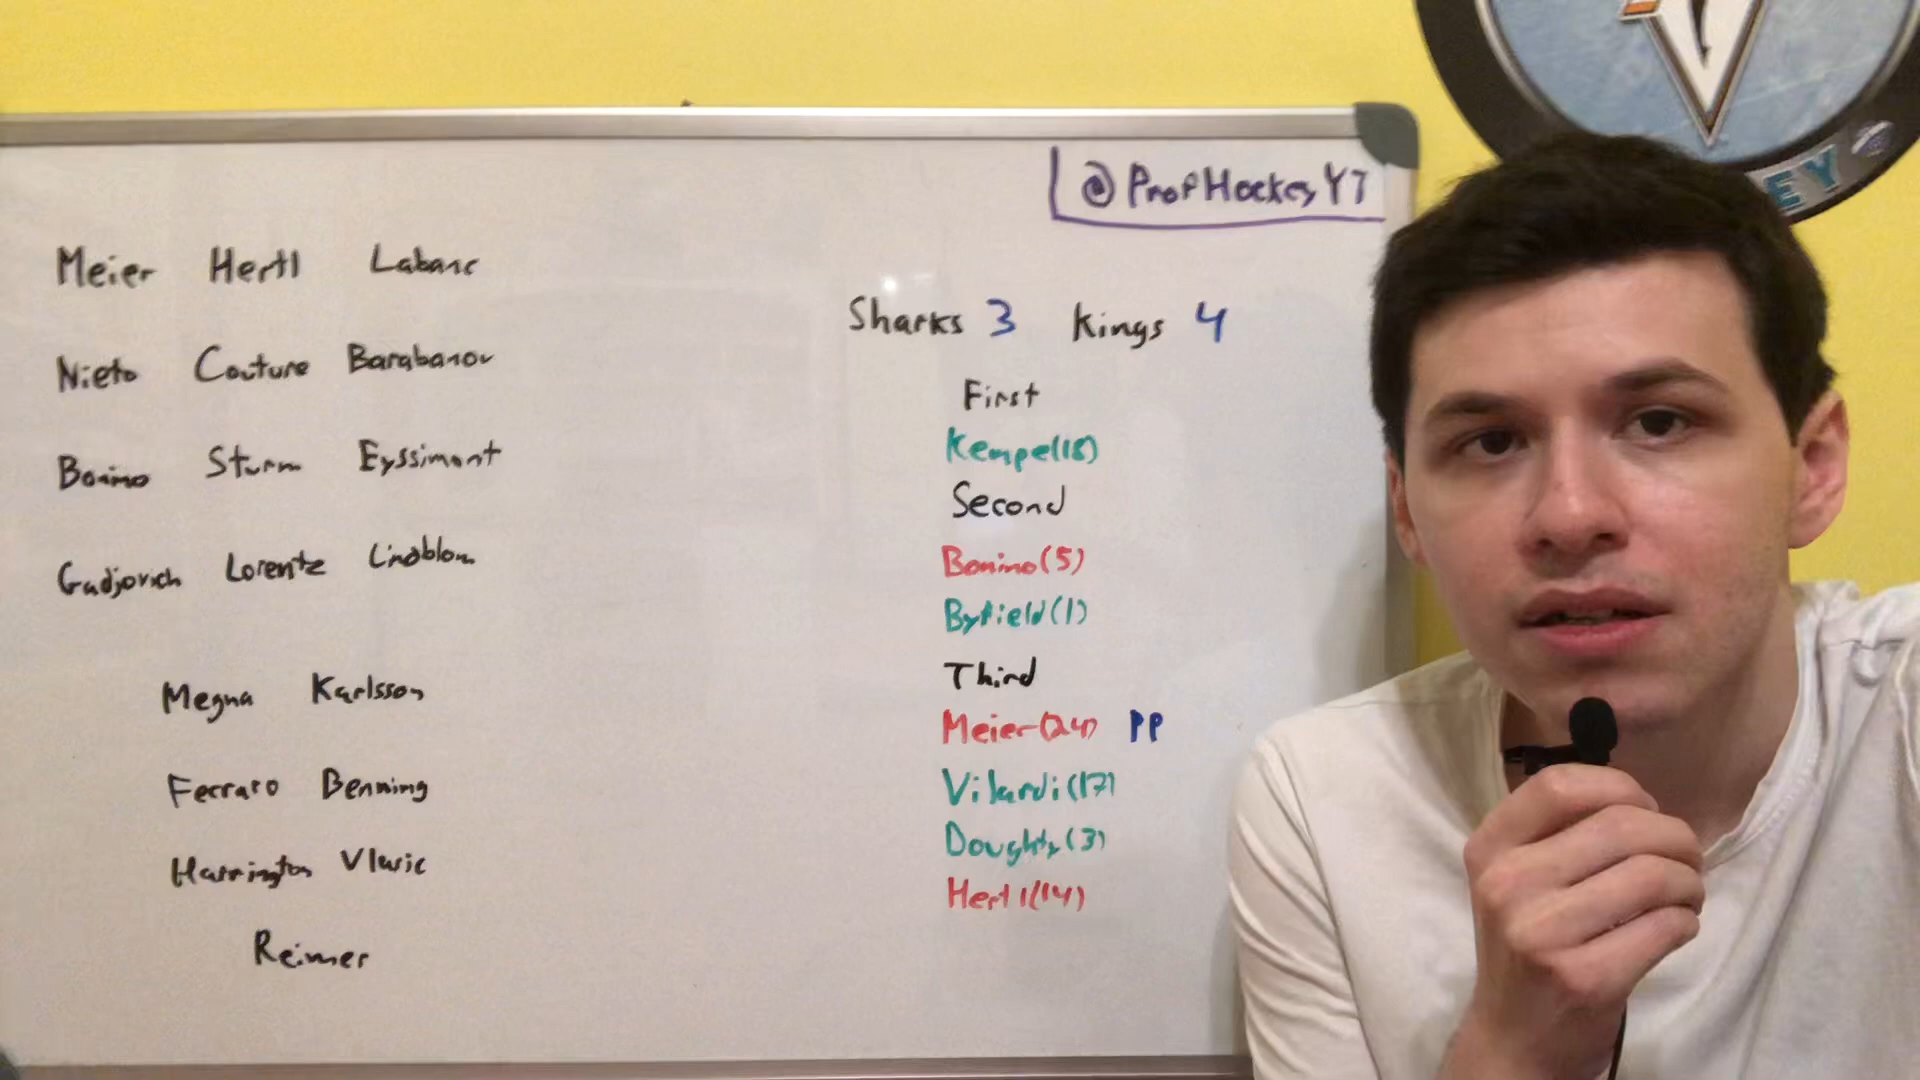 @ProfHockeyYT
EY
Meier Hertl Labanc
Nieto Couture Barabanov
Bonino Sturm Eyssimont
Gadjovich Lorentz Lindblom
Megna Karlsson
Ferraro Benning
Harrington Vlasic
Reimer
Sharks 3 Kings 4
First
Kempe(18)
Second
Bonino(5)
Byfield(1)
Third
Meier(24) PP
Vilardi(17)
Doughty(3)
Hertl(14)